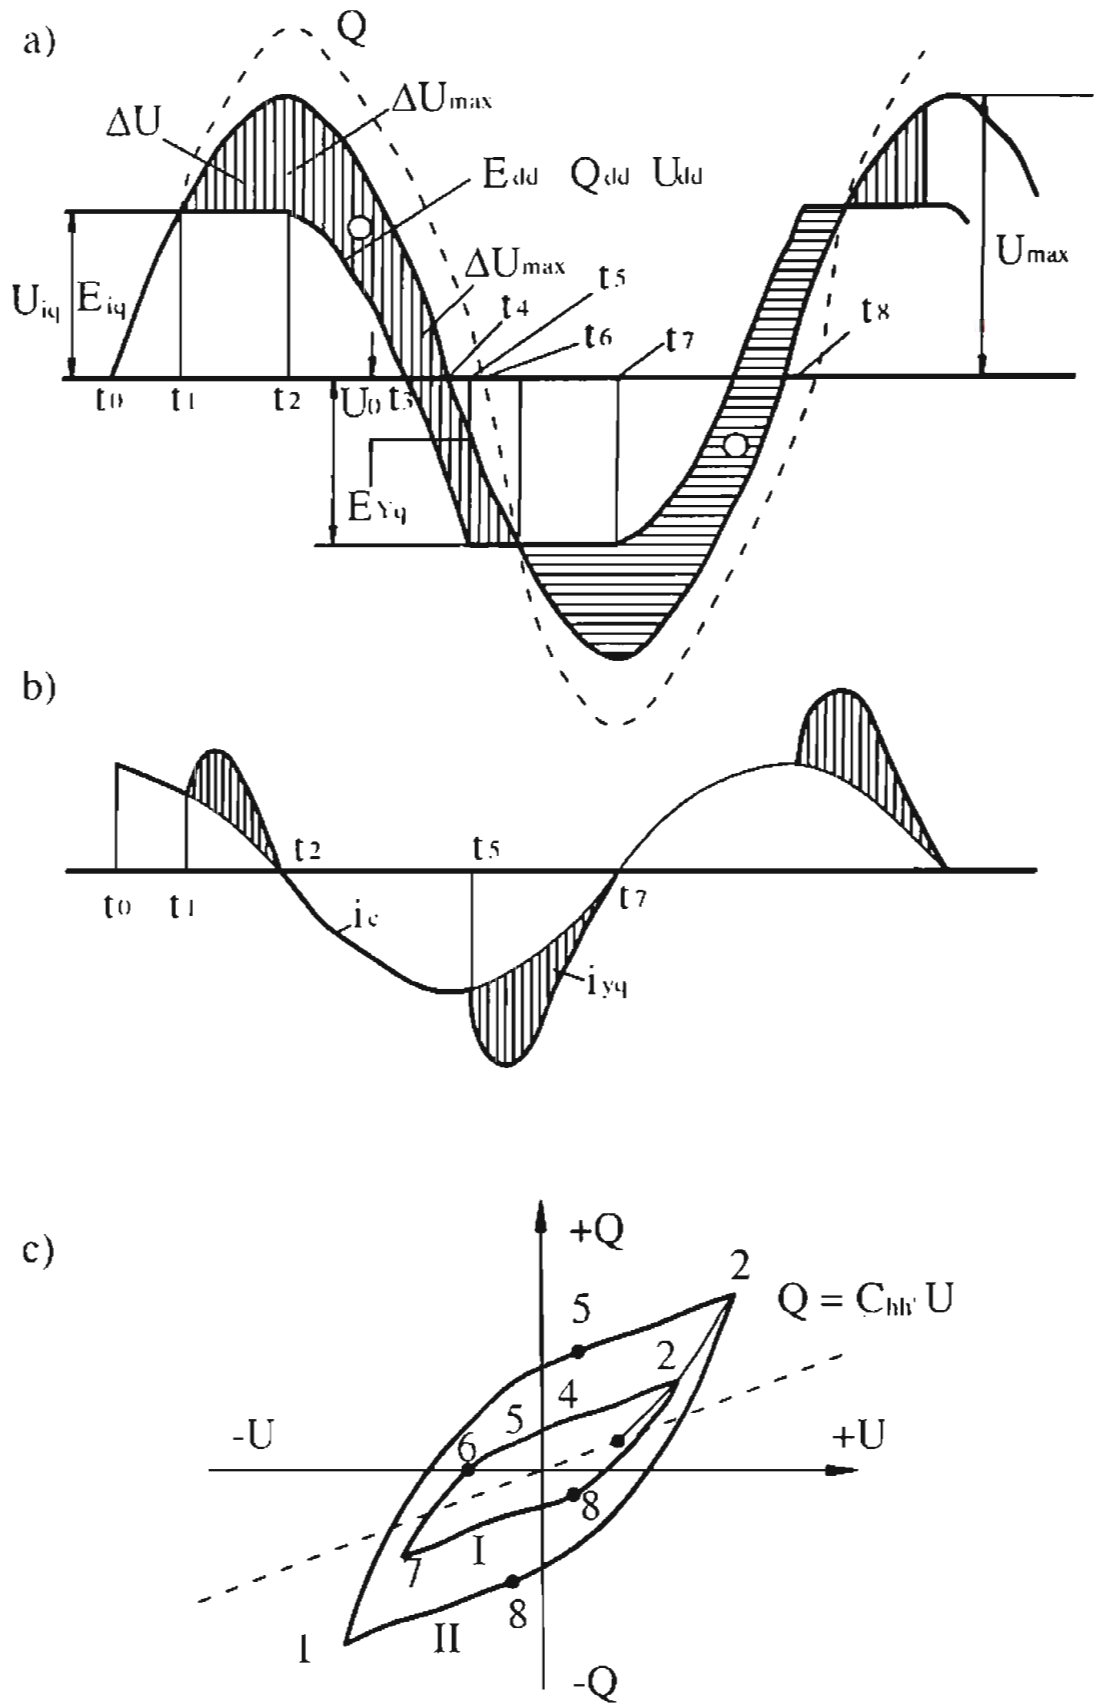 a)
Q
ΔU
ΔUmax
Edd Qdd Udd
ΔUmax
t5
t4
t6
t7
t8
Umax
Uiq Eiq
t0 t1 t2 U0 t3
EYq
b)
t2 t5
t0 t1 t7
ic
iyq
c)
+Q
2
Q = Chh' U
5
2
4
5
-U +U
6
8
7 I
8
1 II
-Q